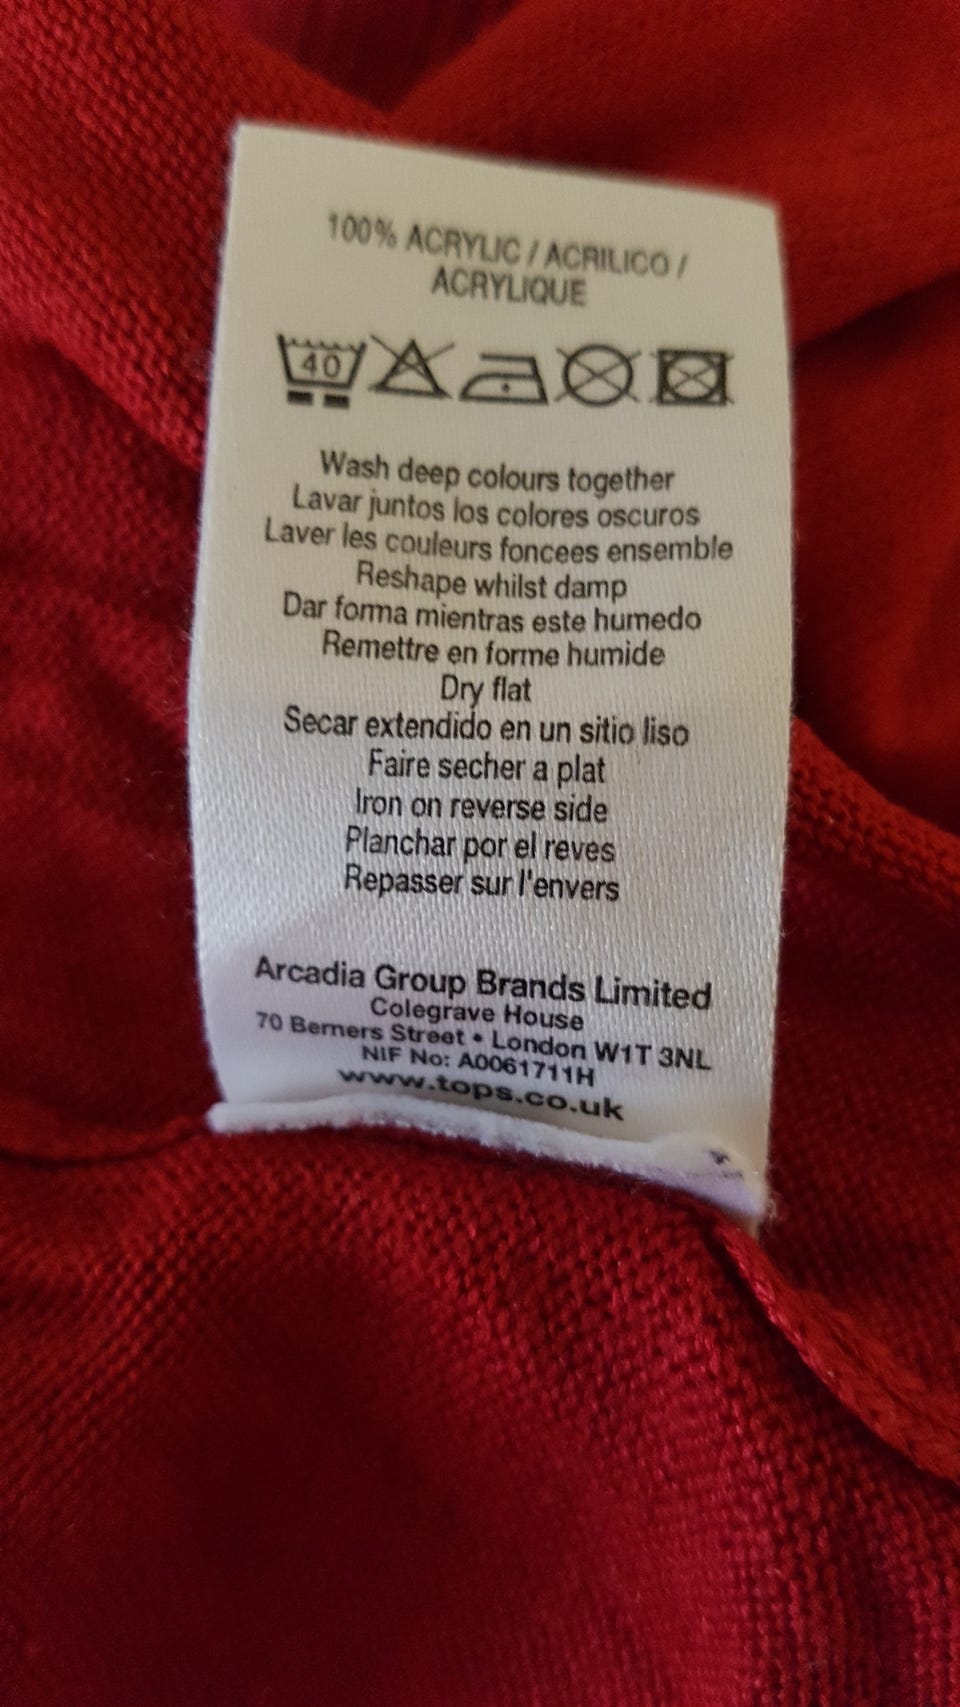 100% ACRYLIC / ACRILICO /
ACRYLIQUE
40
Wash deep colours together
Lavar juntos los colores oscuros
Laver les couleurs foncees ensemble
Reshape whilst damp
Dar forma mientras este humedo
Remettre en forme humide
Dry flat
Secar extendido en un sitio liso
Faire secher a plat
Iron on reverse side
Planchar por el reves
Repasser sur l'envers
Arcadia Group Brands Limited
Colegrave House
70 Berners Street • London W1T 3NL
NIF No: A0061711H
www.tops.co.uk